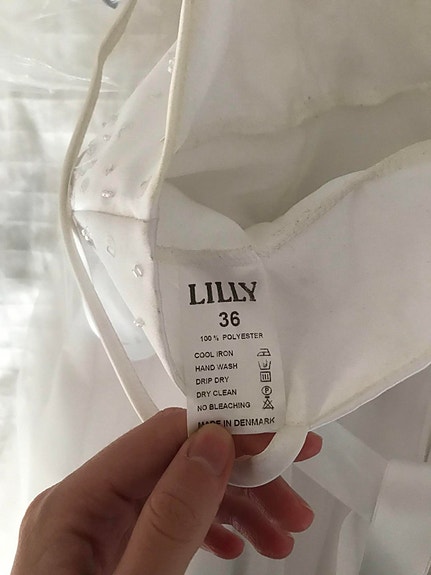 LILLY
36
100% POLYESTER
COOL IRON
HAND WASH
DRIP DRY
DRY CLEAN P
NO BLEACHING
MADE IN DENMARK